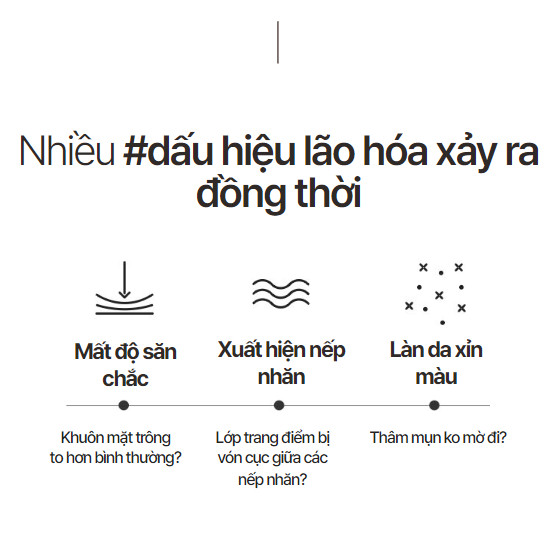 Nhiều #dấu hiệu lão hóa xảy ra
đồng thời
Mất độ săn
chắc
Xuất hiện nếp
nhăn
Làn da xỉn
màu
Khuôn mặt trông
to hơn bình thường?
Lớp trang điểm bị
vón cục giữa các
nếp nhăn?
Thâm mụn ko mờ đi?